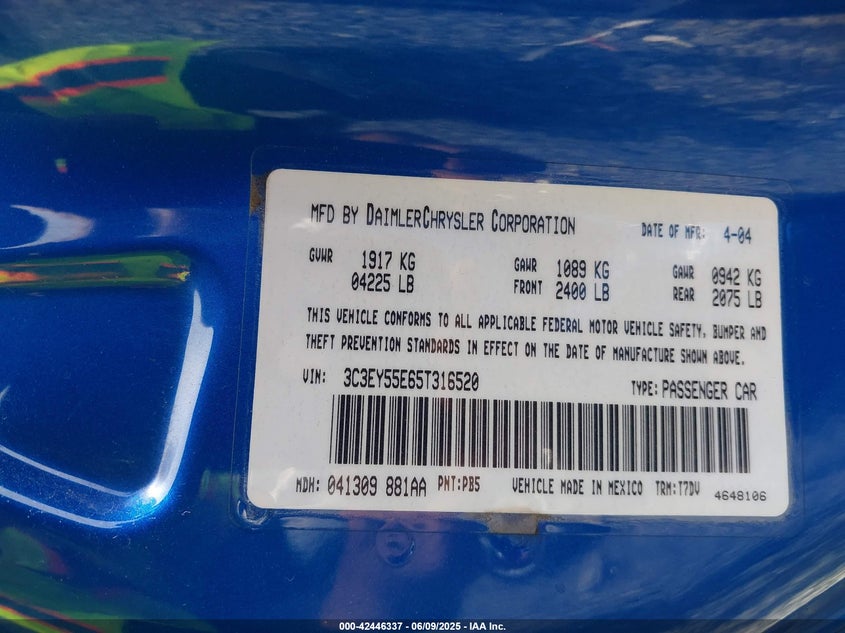 MFD BY DAIMLERCHRYSLER CORPORATION DATE OF MFR: 4-04
GVWR 1917 KG GAWR 1089 KG GAWR 0942 KG
04225 LB FRONT 2400 LB REAR 2075 LB
THIS VEHICLE CONFORMS TO ALL APPLICABLE FEDERAL MOTOR VEHICLE SAFETY, BUMPER AND
THEFT PREVENTION STANDARDS IN EFFECT ON THE DATE OF MANUFACTURE SHOWN ABOVE.
VIN: 3C3EY55E65T316520 TYPE: PASSENGER CAR
MDH: 041309 881AA PNT:PB5 VEHICLE MADE IN MEXICO TRM:T7DV 4648106
000-42446337 - 06/09/2025 - IAA Inc.